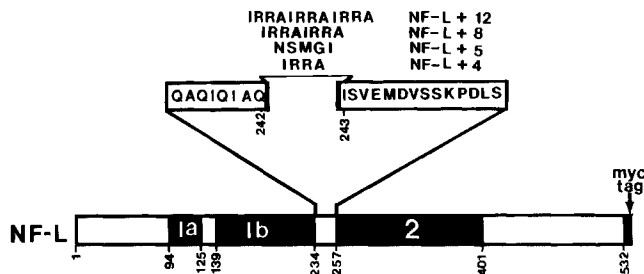 IRRAIRRAIRRA NF-L + 12
IRRAIRRA NF-L + 8
NSMGI NF-L + 5
IRRA NF-L + 4
QAQIQIAQ ISVEMDVSSKPDLS
242 243
myc
tag
NF-L Ia Ib 2
1 94 125 139 234 257 401 532